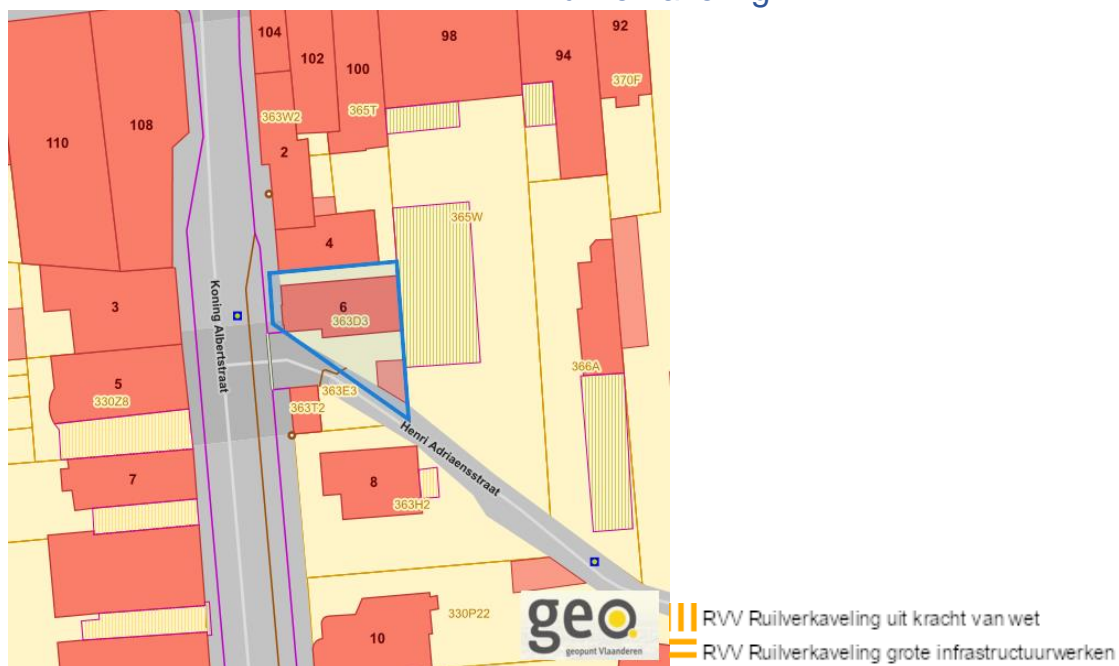 104
102
100
98
94
92
370F
363W2
365T
110
108
2
365W
4
3
Koning Albertstraat
6
363D3
366A
5
330Z8
363E3
363T2
Henri Adriaensstraat
7
8
363H2
330P22
10
geo
geopunt Vlaanderen
RVV Ruilverkaveling uit kracht van wet
RVV Ruilverkaveling grote infrastructuurwerken